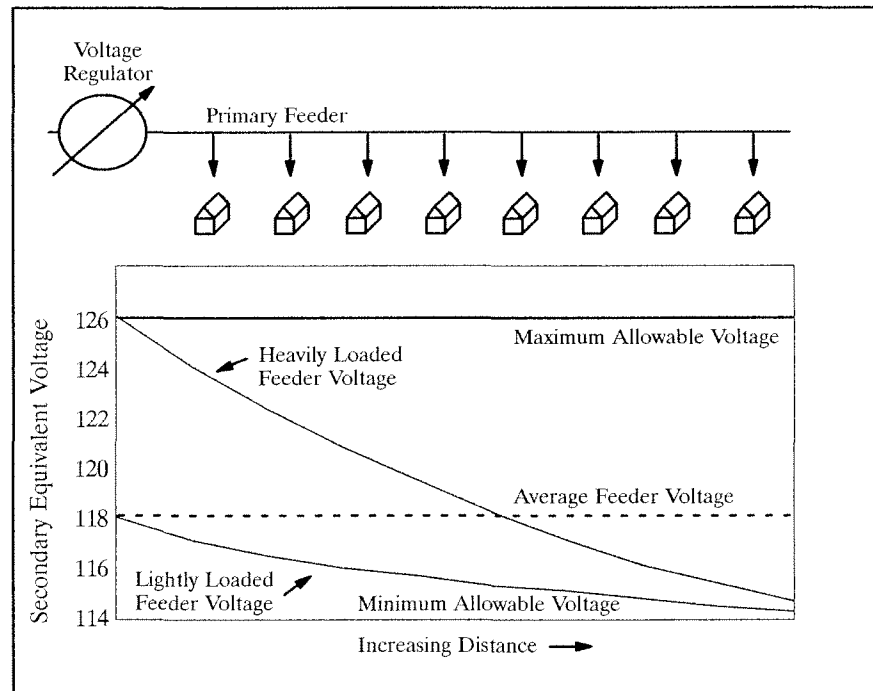 Voltage
Regulator
Primary Feeder
Secondary Equivalent Voltage
126
124
122
120
118
116
114
Maximum Allowable Voltage
Heavily Loaded
Feeder Voltage
Average Feeder Voltage
Lightly Loaded
Feeder Voltage
Minimum Allowable Voltage
Increasing Distance